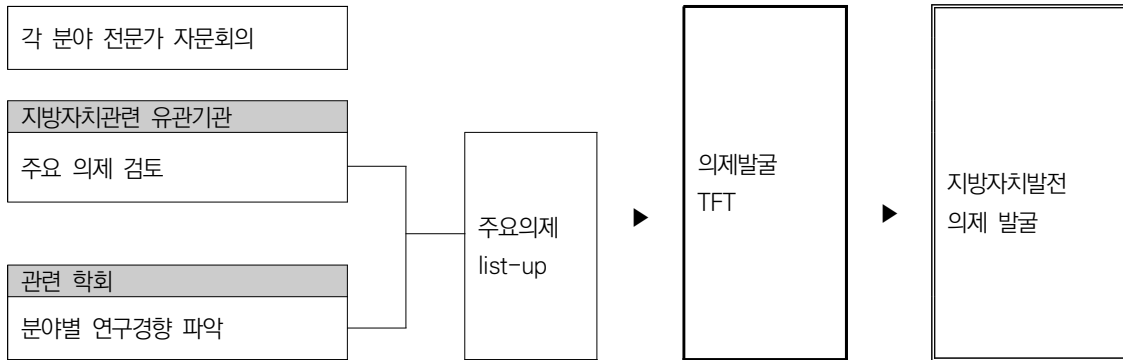 각 분야 전문가 자문회의
지방자치관련 유관기관
주요 의제 검토
관련 학회
분야별 연구경향 파악
주요의제
list-up
▶
의제발굴
TFT
▶
지방자치발전
의제 발굴